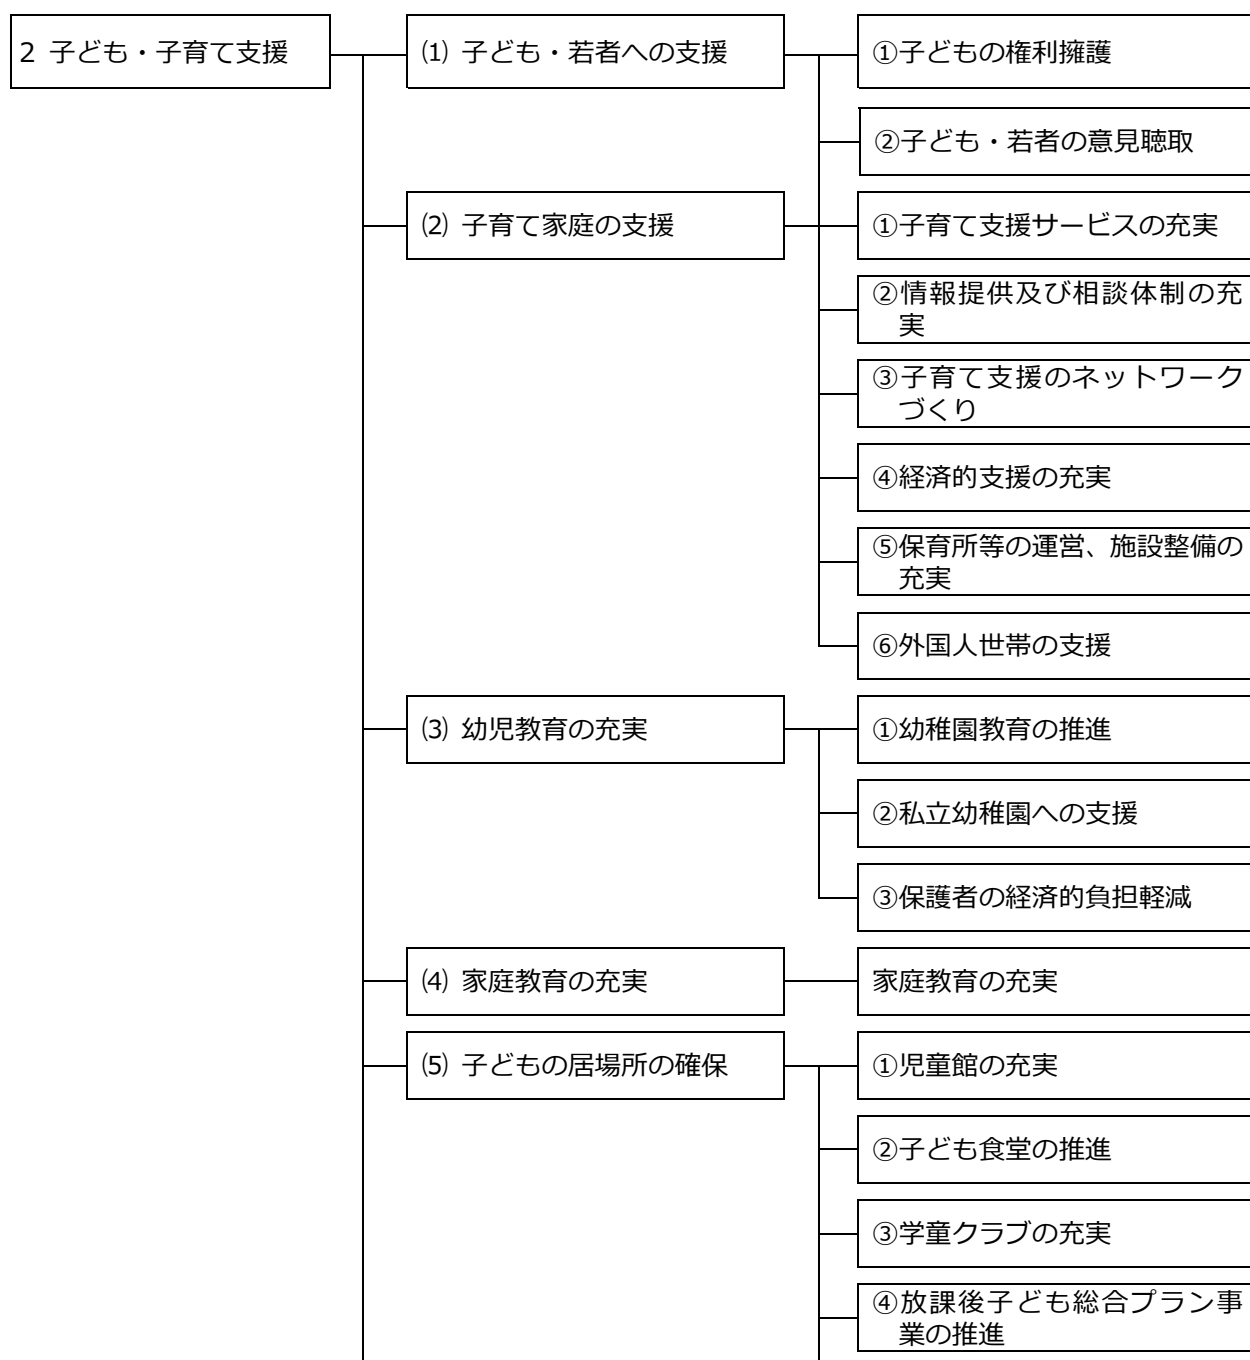 2 子ども・子育て支援
⑴ 子ども・若者への支援
①子どもの権利擁護
②子ども・若者の意見聴取
⑵ 子育て家庭の支援
①子育て支援サービスの充実
②情報提供及び相談体制の充
実
③子育て支援のネットワーク
づくり
④経済的支援の充実
⑤保育所等の運営、施設整備の
充実
⑥外国人世帯の支援
⑶ 幼児教育の充実
①幼稚園教育の推進
②私立幼稚園への支援
③保護者の経済的負担軽減
⑷ 家庭教育の充実
家庭教育の充実
⑸ 子どもの居場所の確保
①児童館の充実
②子ども食堂の推進
③学童クラブの充実
④放課後子ども総合プラン事
業の推進